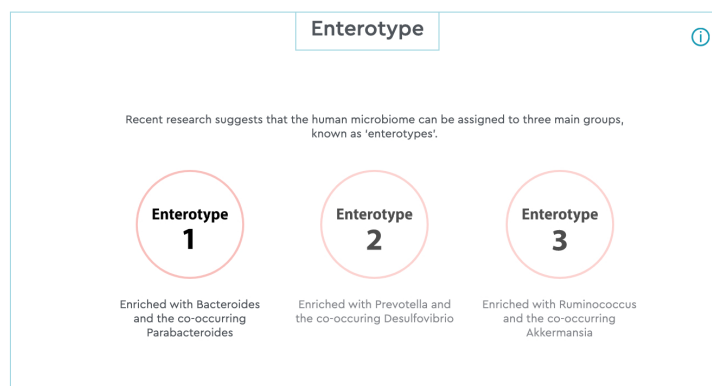 Enterotype
Recent research suggests that the human microbiome can be assigned to three main groups,
known as ‘enterotypes’.
Enterotype
1
Enriched with Bacteroides
and the co-occurring
Parabacteroides
Enterotype
2
Enriched with Prevotella and
the co-occuring Desulfovibrio
Enterotype
3
Enriched with Ruminococcus
and the co-occurring
Akkermansia